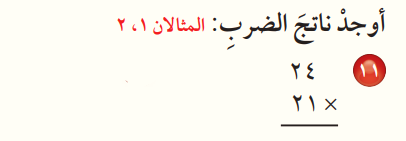 أوجدْ ناتجَ الضربِ: المثالان ١، ٢
١١ ٢٤
٢١ ×